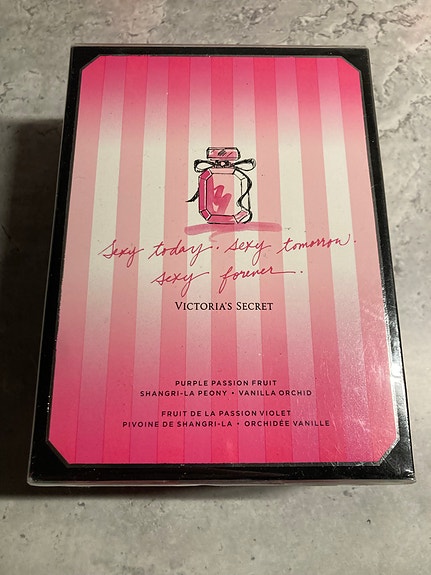 Sexy today. Sexy tomorrow.
Sexy forever.
VICTORIA'S SECRET
PURPLE PASSION FRUIT
SHANGRI-LA PEONY • VANILLA ORCHID
FRUIT DE LA PASSION VIOLET
PIVOINE DE SHANGRI-LA • ORCHIDÉE VANILLE